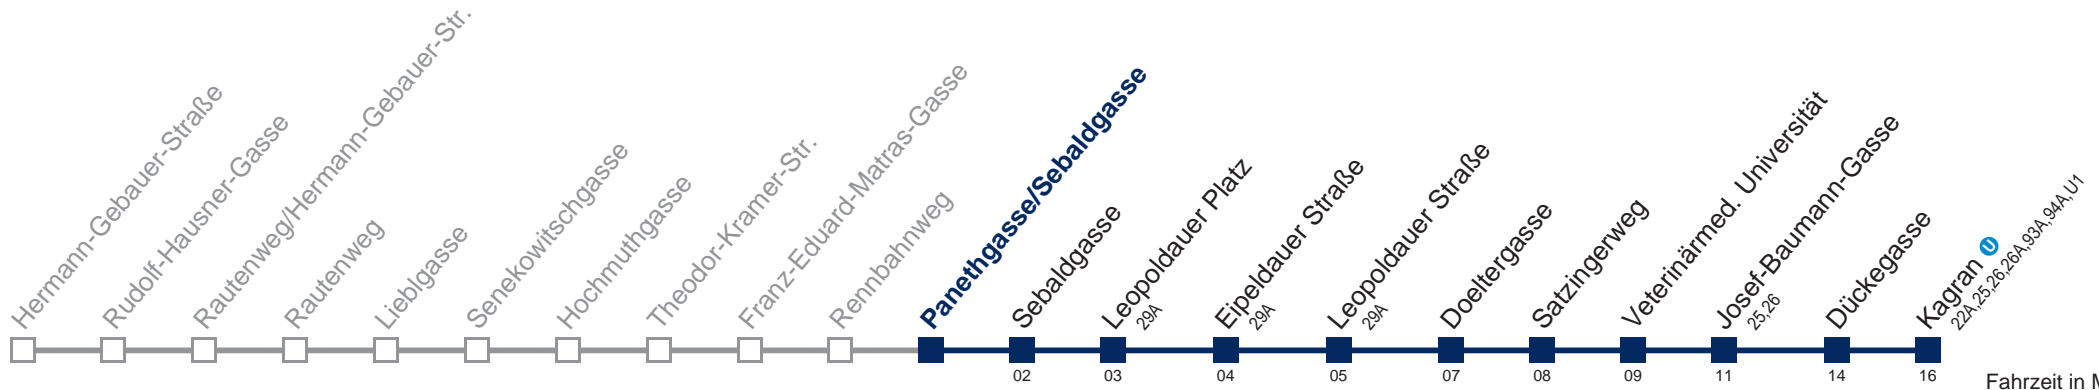 Hermann-Gebauer-Straße
Rudolf-Hausner-Gasse
Rautenweg/Hermann-Gebauer-Str.
Rautenweg
Lieblgasse
Senekowitschgasse
Hochmuthgasse
Theodor-Kramer-Str.
Franz-Eduard-Matras-Gasse
Rennbahnweg
Panethgasse/Sebaldgasse
Sebaldgasse
Leopoldauer Platz
29A
Eipeldauer Straße
29A
Leopoldauer Straße
29A
Doeltergasse
Satzingerweg
Veterinärmed. Universität
Josef-Baumann-Gasse
25,26
Dückegasse
Kagran U
22A,25,26,26A,93A,94A,U1
02 03 04 05 07 08 09 11 14 16
Fahrzeit in M